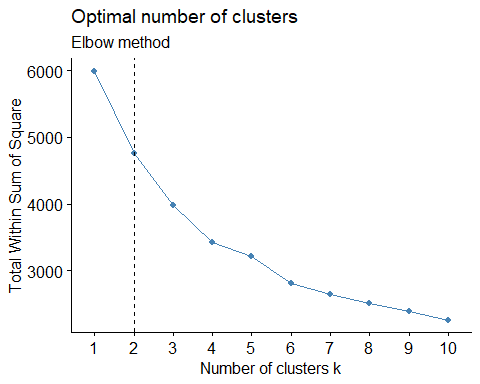 Optimal number of clusters
Elbow method
Total Within Sum of Square
6000
5000
4000
3000
1 2 3 4 5 6 7 8 9 10
Number of clusters k